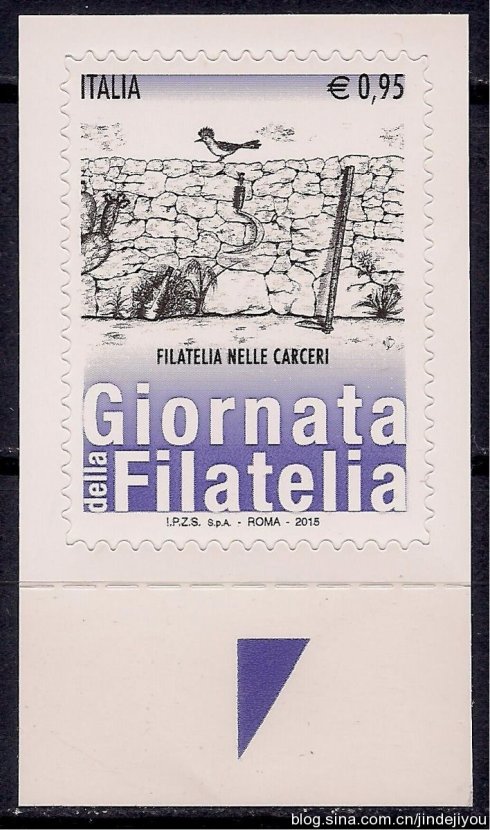 ITALIA
€ 0,95
FILATELIA NELLE CARCERI
Giornata
della Filatelia
I.P.Z.S. S.p.A. - ROMA - 2015
blog.sina.com.cn/jindejiyou